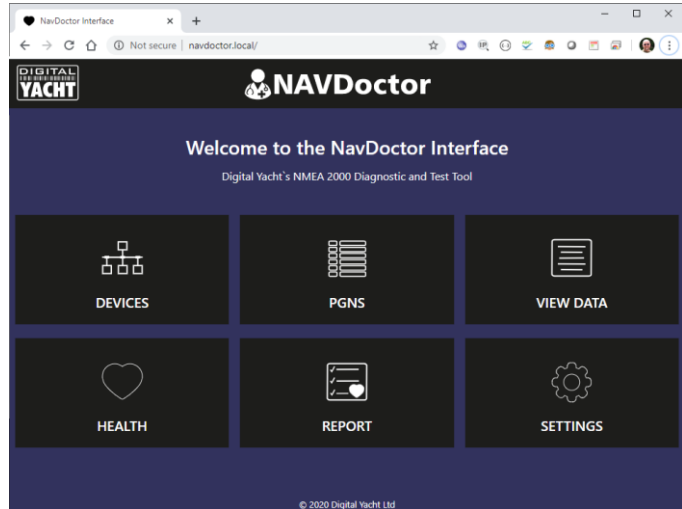 NavDoctor Interface
Not secure | navdoctor.local/
DIGITAL
YACHT
NAVDoctor
Welcome to the NavDoctor Interface
Digital Yacht`s NMEA 2000 Diagnostic and Test Tool
DEVICES
PGNS
VIEW DATA
HEALTH
REPORT
SETTINGS
© 2020 Digital Yacht Ltd